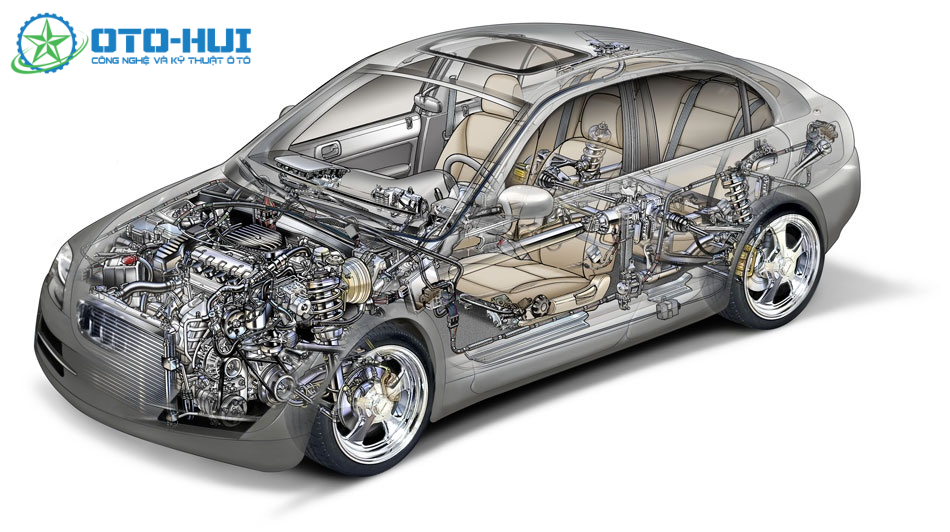 OTO-HUI
CÔNG NGHỆ VÀ KỸ THUẬT Ô TÔ